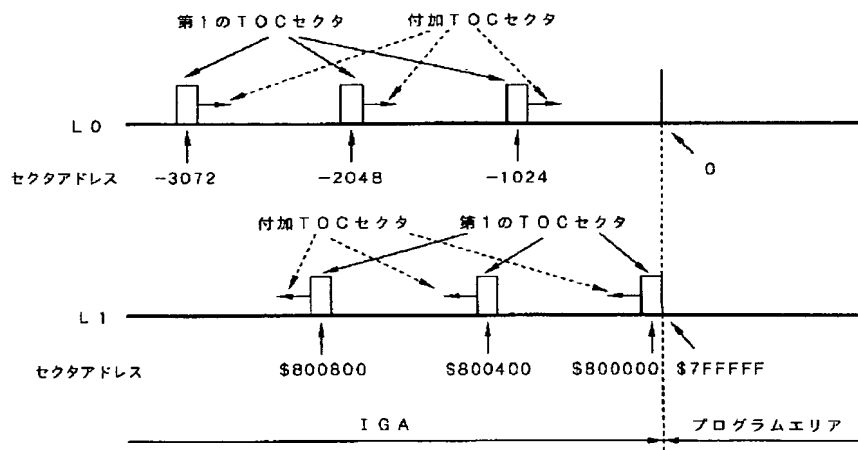 第1のTOCセクタ 付加TOCセクタ
L0
セクタアドレス -3072 -2048 -1024 0
付加TOCセクタ 第1のTOCセクタ
L1
セクタアドレス $800800 $800400 $800000 $7FFFFF
IGA プログラムエリア